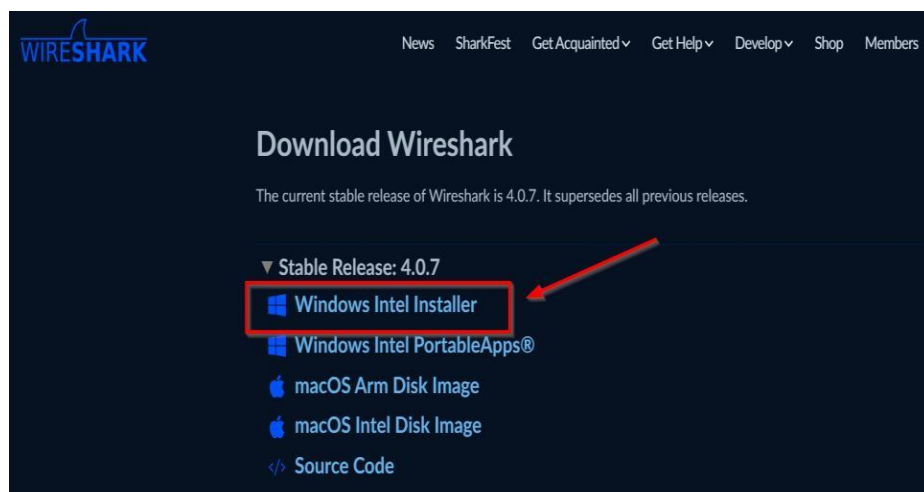 WIRESHARK
News SharkFest Get Acquainted Get Help Develop Shop Members
Download Wireshark
The current stable release of Wireshark is 4.0.7. It supersedes all previous releases.
Stable Release: 4.0.7
Windows Intel Installer
Windows Intel PortableApps®
macOS Arm Disk Image
macOS Intel Disk Image
</> Source Code